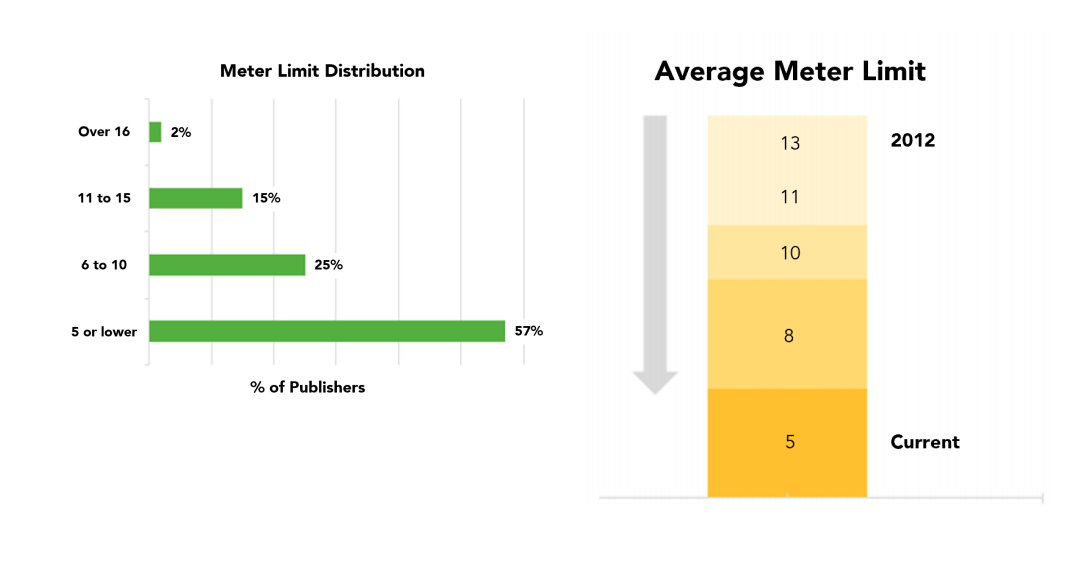 Meter Limit Distribution
Over 16 2%
11 to 15 15%
6 to 10 25%
5 or lower 57%
% of Publishers
Average Meter Limit
13 2012
11
10
8
5 Current